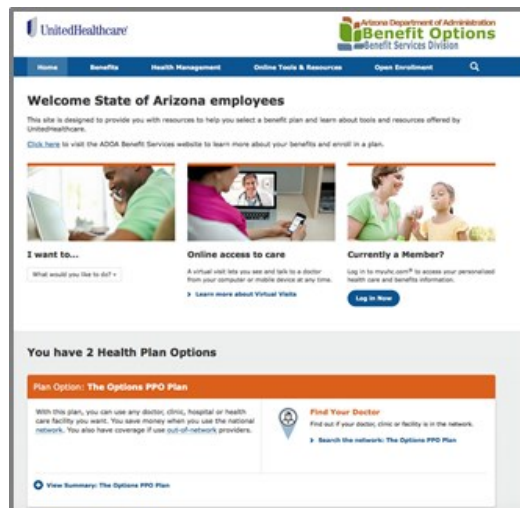 UnitedHealthcare®
Arizona Department of Administration
Benefit Options
Benefit Services Division
Home Benefits Health Management Online Tools & Resources Open Enrollment
Welcome State of Arizona employees
This site is designed to provide you with resources to help you select a benefit plan and learn about tools and resources offered by
UnitedHealthcare.
Click here to visit the ADOA Benefit Services website to learn more about your benefits and enroll in a plan.
I want to...
What would you like to do?
Online access to care
A virtual visit lets you see and talk to a doctor
from your computer or mobile device at any time.
Learn more about Virtual Visits
Currently a Member?
Log in to myuhc.com® to access your personalized
health care and benefits information.
Log in Now
You have 2 Health Plan Options
Plan Option: The Options PPO Plan
With this plan, you can use any doctor, clinic, hospital or health
care facility you want. You save money when you use the national
network. You also have coverage if use out-of-network providers.
Find Your Doctor
Find out if your doctor, clinic or facility is in the network.
Search the network: The Options PPO Plan
View Summary: The Options PPO Plan